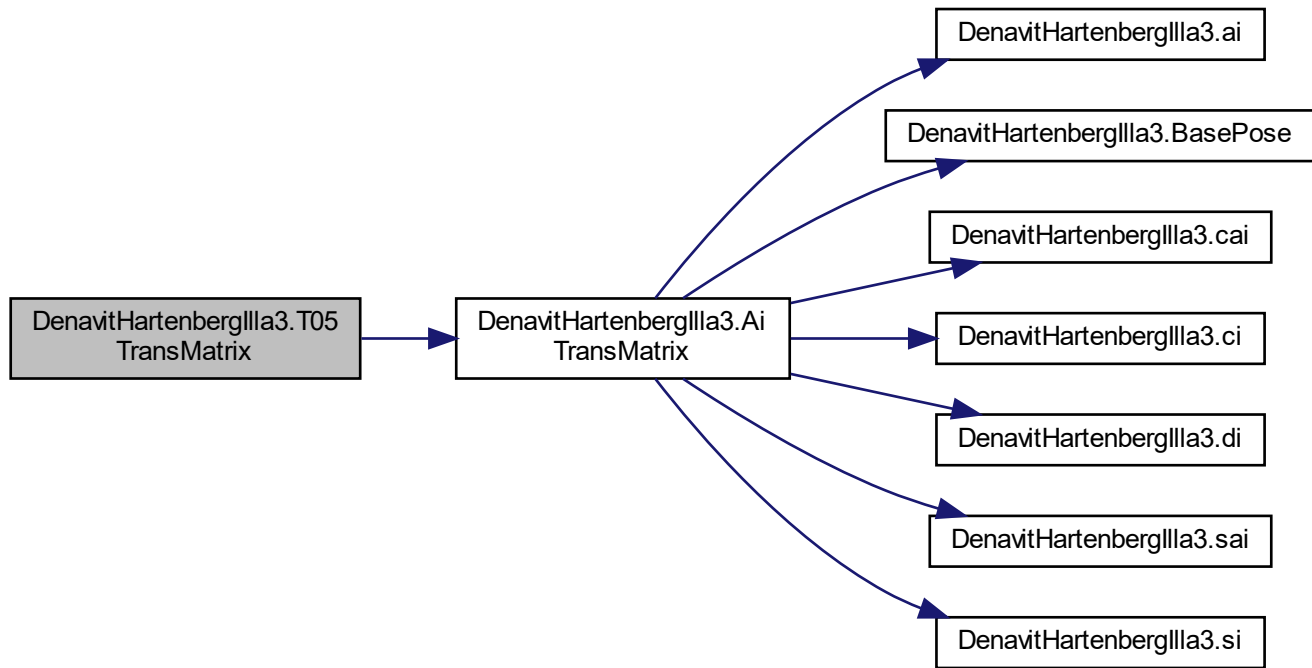 DenavitHartenbergIIIa3.ai
DenavitHartenbergIIIa3.BasePose
DenavitHartenbergIIIa3.cai
DenavitHartenbergIIIa3.T05
TransMatrix
DenavitHartenbergIIIa3.Ai
TransMatrix
DenavitHartenbergIIIa3.ci
DenavitHartenbergIIIa3.di
DenavitHartenbergIIIa3.sai
DenavitHartenbergIIIa3.si